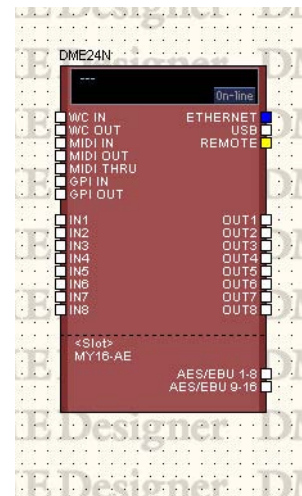 DME24N
---
On-line
WC IN ETHERNET
WC OUT USB
MIDI IN REMOTE
MIDI OUT
MIDI THRU
GPI IN
GPI OUT
IN1 OUT1
IN2 OUT2
IN3 OUT3
IN4 OUT4
IN5 OUT5
IN6 OUT6
IN7 OUT7
IN8 OUT8
<Slot>
MY16-AE
AES/EBU 1-8
AES/EBU 9-16
E Designer D
E Designer D